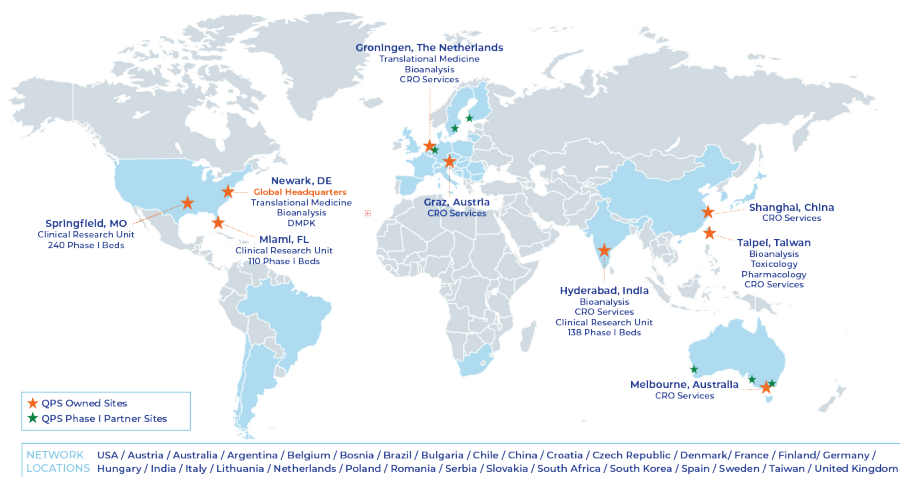 Groningen, The Netherlands
Translational Medicine
Bioanalysis
CRO Services
Newark, DE
Global Headquarters
Translational Medicine
Bioanalysis
DMPK
Springfield, MO
Clinical Research Unit
240 Phase I Beds
Miami, FL
Clinical Research Unit
110 Phase I Beds
Graz, Austria
CRO Services
Shanghai, China
CRO Services
Taipei, Taiwan
Bioanalysis
Toxicology
Pharmacology
CRO Services
Hyderabad, India
Bioanalysis
CRO Services
Clinical Research Unit
138 Phase I Beds
Melbourne, Australia
CRO Services
QPS Owned Sites
QPS Phase I Partner Sites
NETWORK LOCATIONS
USA / Austria / Australia / Argentina / Belgium / Bosnia / Brazil / Bulgaria / Chile / China / Croatia / Czech Republic / Denmark/ France / Finland/ Germany /
Hungary / India / Italy / Lithuania / Netherlands / Poland / Romania / Serbia / Slovakia / South Africa / South Korea / Spain / Sweden / Taiwan / United Kingdom